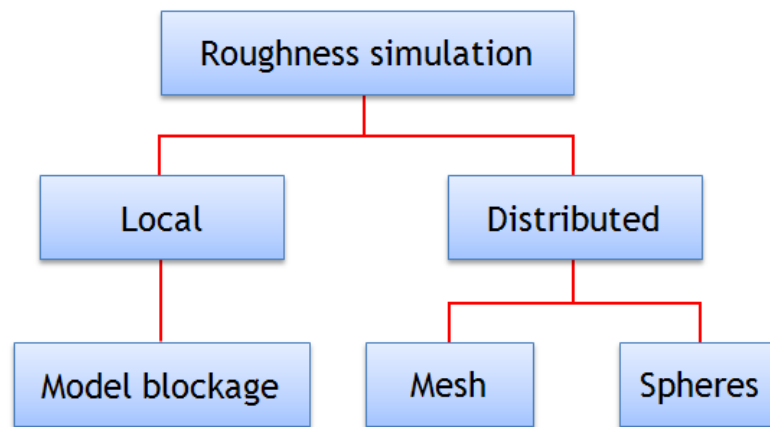 Roughness simulation
Local
Distributed
Model blockage
Mesh
Spheres